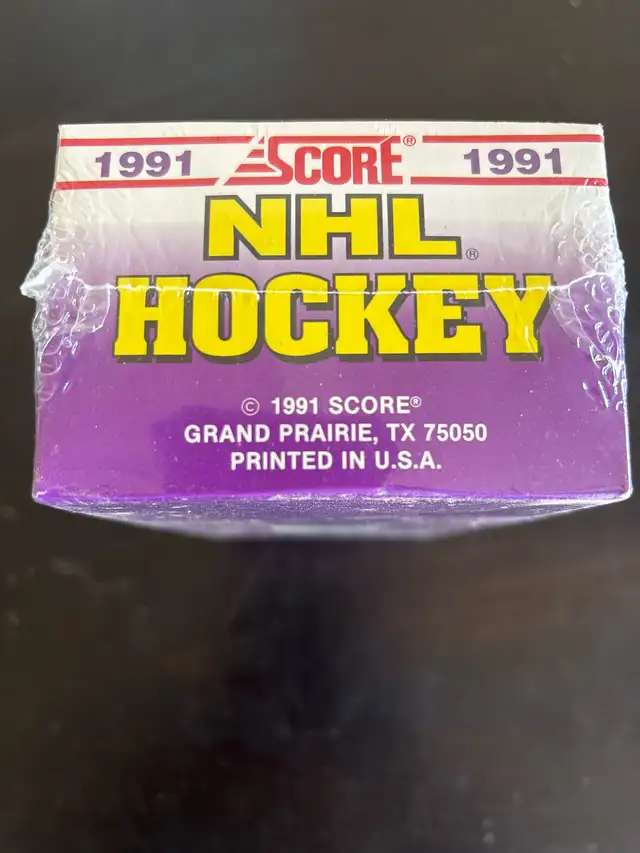 1991 SCORE® 1991
NHL®
HOCKEY
© 1991 SCORE®
GRAND PRAIRIE, TX 75050
PRINTED IN U.S.A.